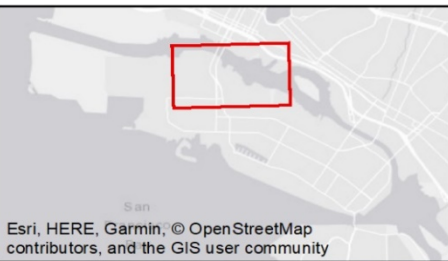 San
Esri, HERE, Garmin, © OpenStreetMap
contributors, and the GIS user community